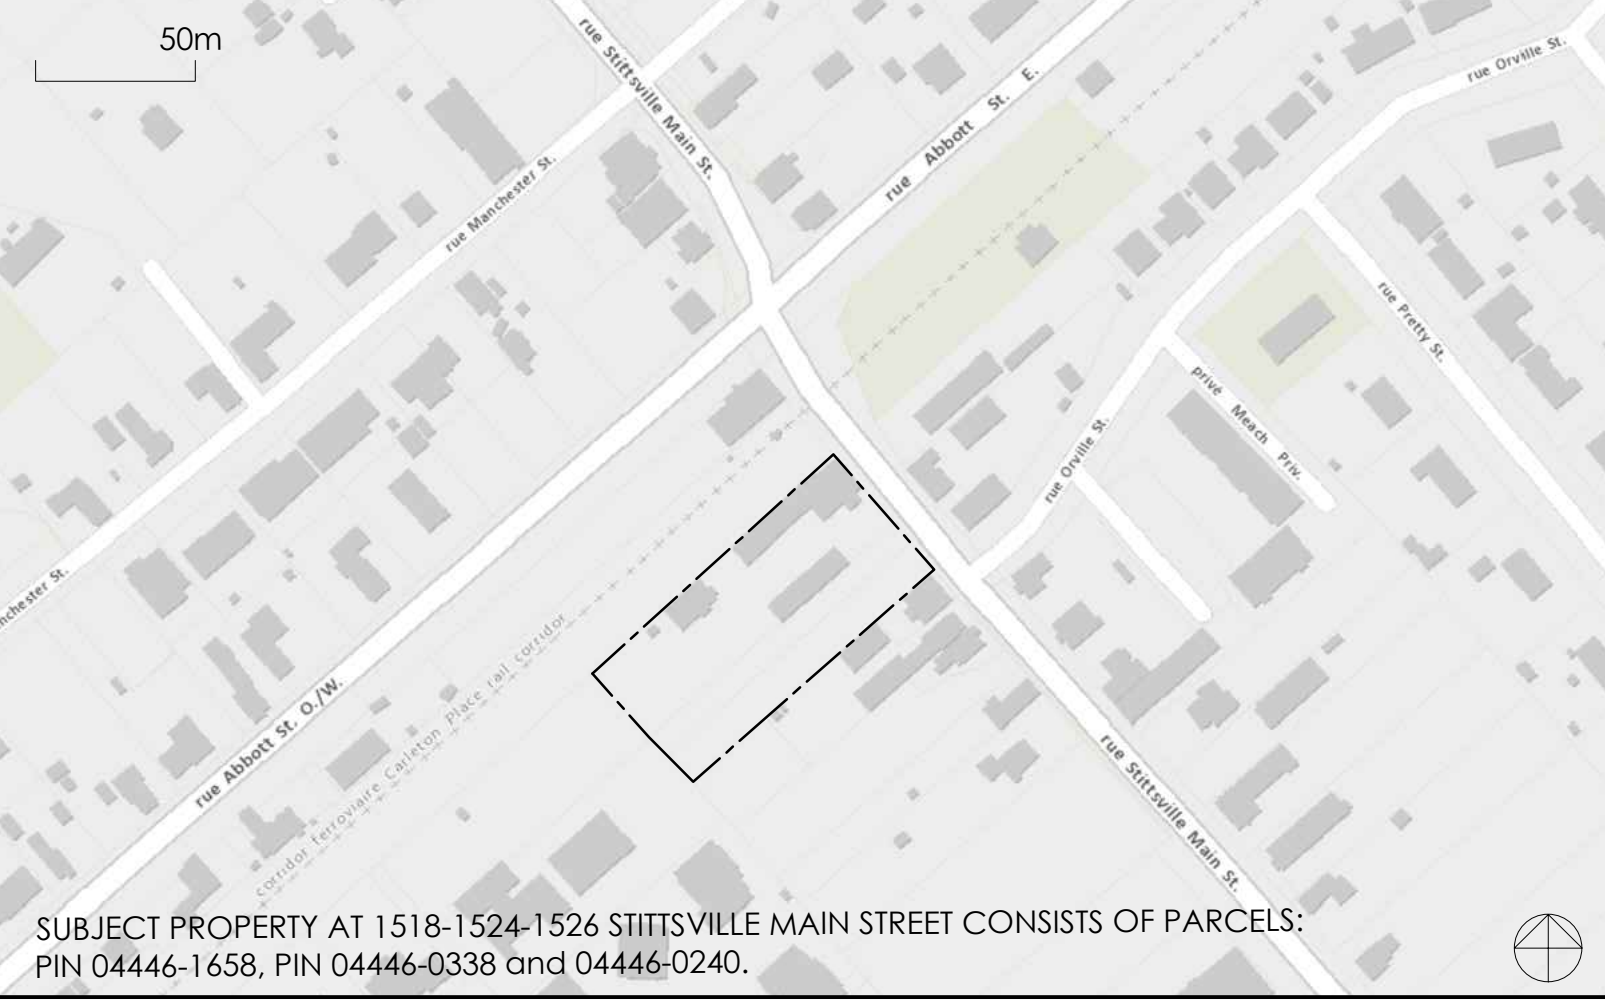 50m
rue Stittsville Main St.
rue Orville St.
rue Abbott St. E.
rue Manchester St.
rue Pretty St.
privé Meach Priv.
rue Orville St.
nchester St.
corridor ferroviaire Carleton Place rail corridor
rue Abbott St. O./W.
rue Stittsville Main St.
SUBJECT PROPERTY AT 1518-1524-1526 STITTSVILLE MAIN STREET CONSISTS OF PARCELS:
PIN 04446-1658, PIN 04446-0338 and 04446-0240.